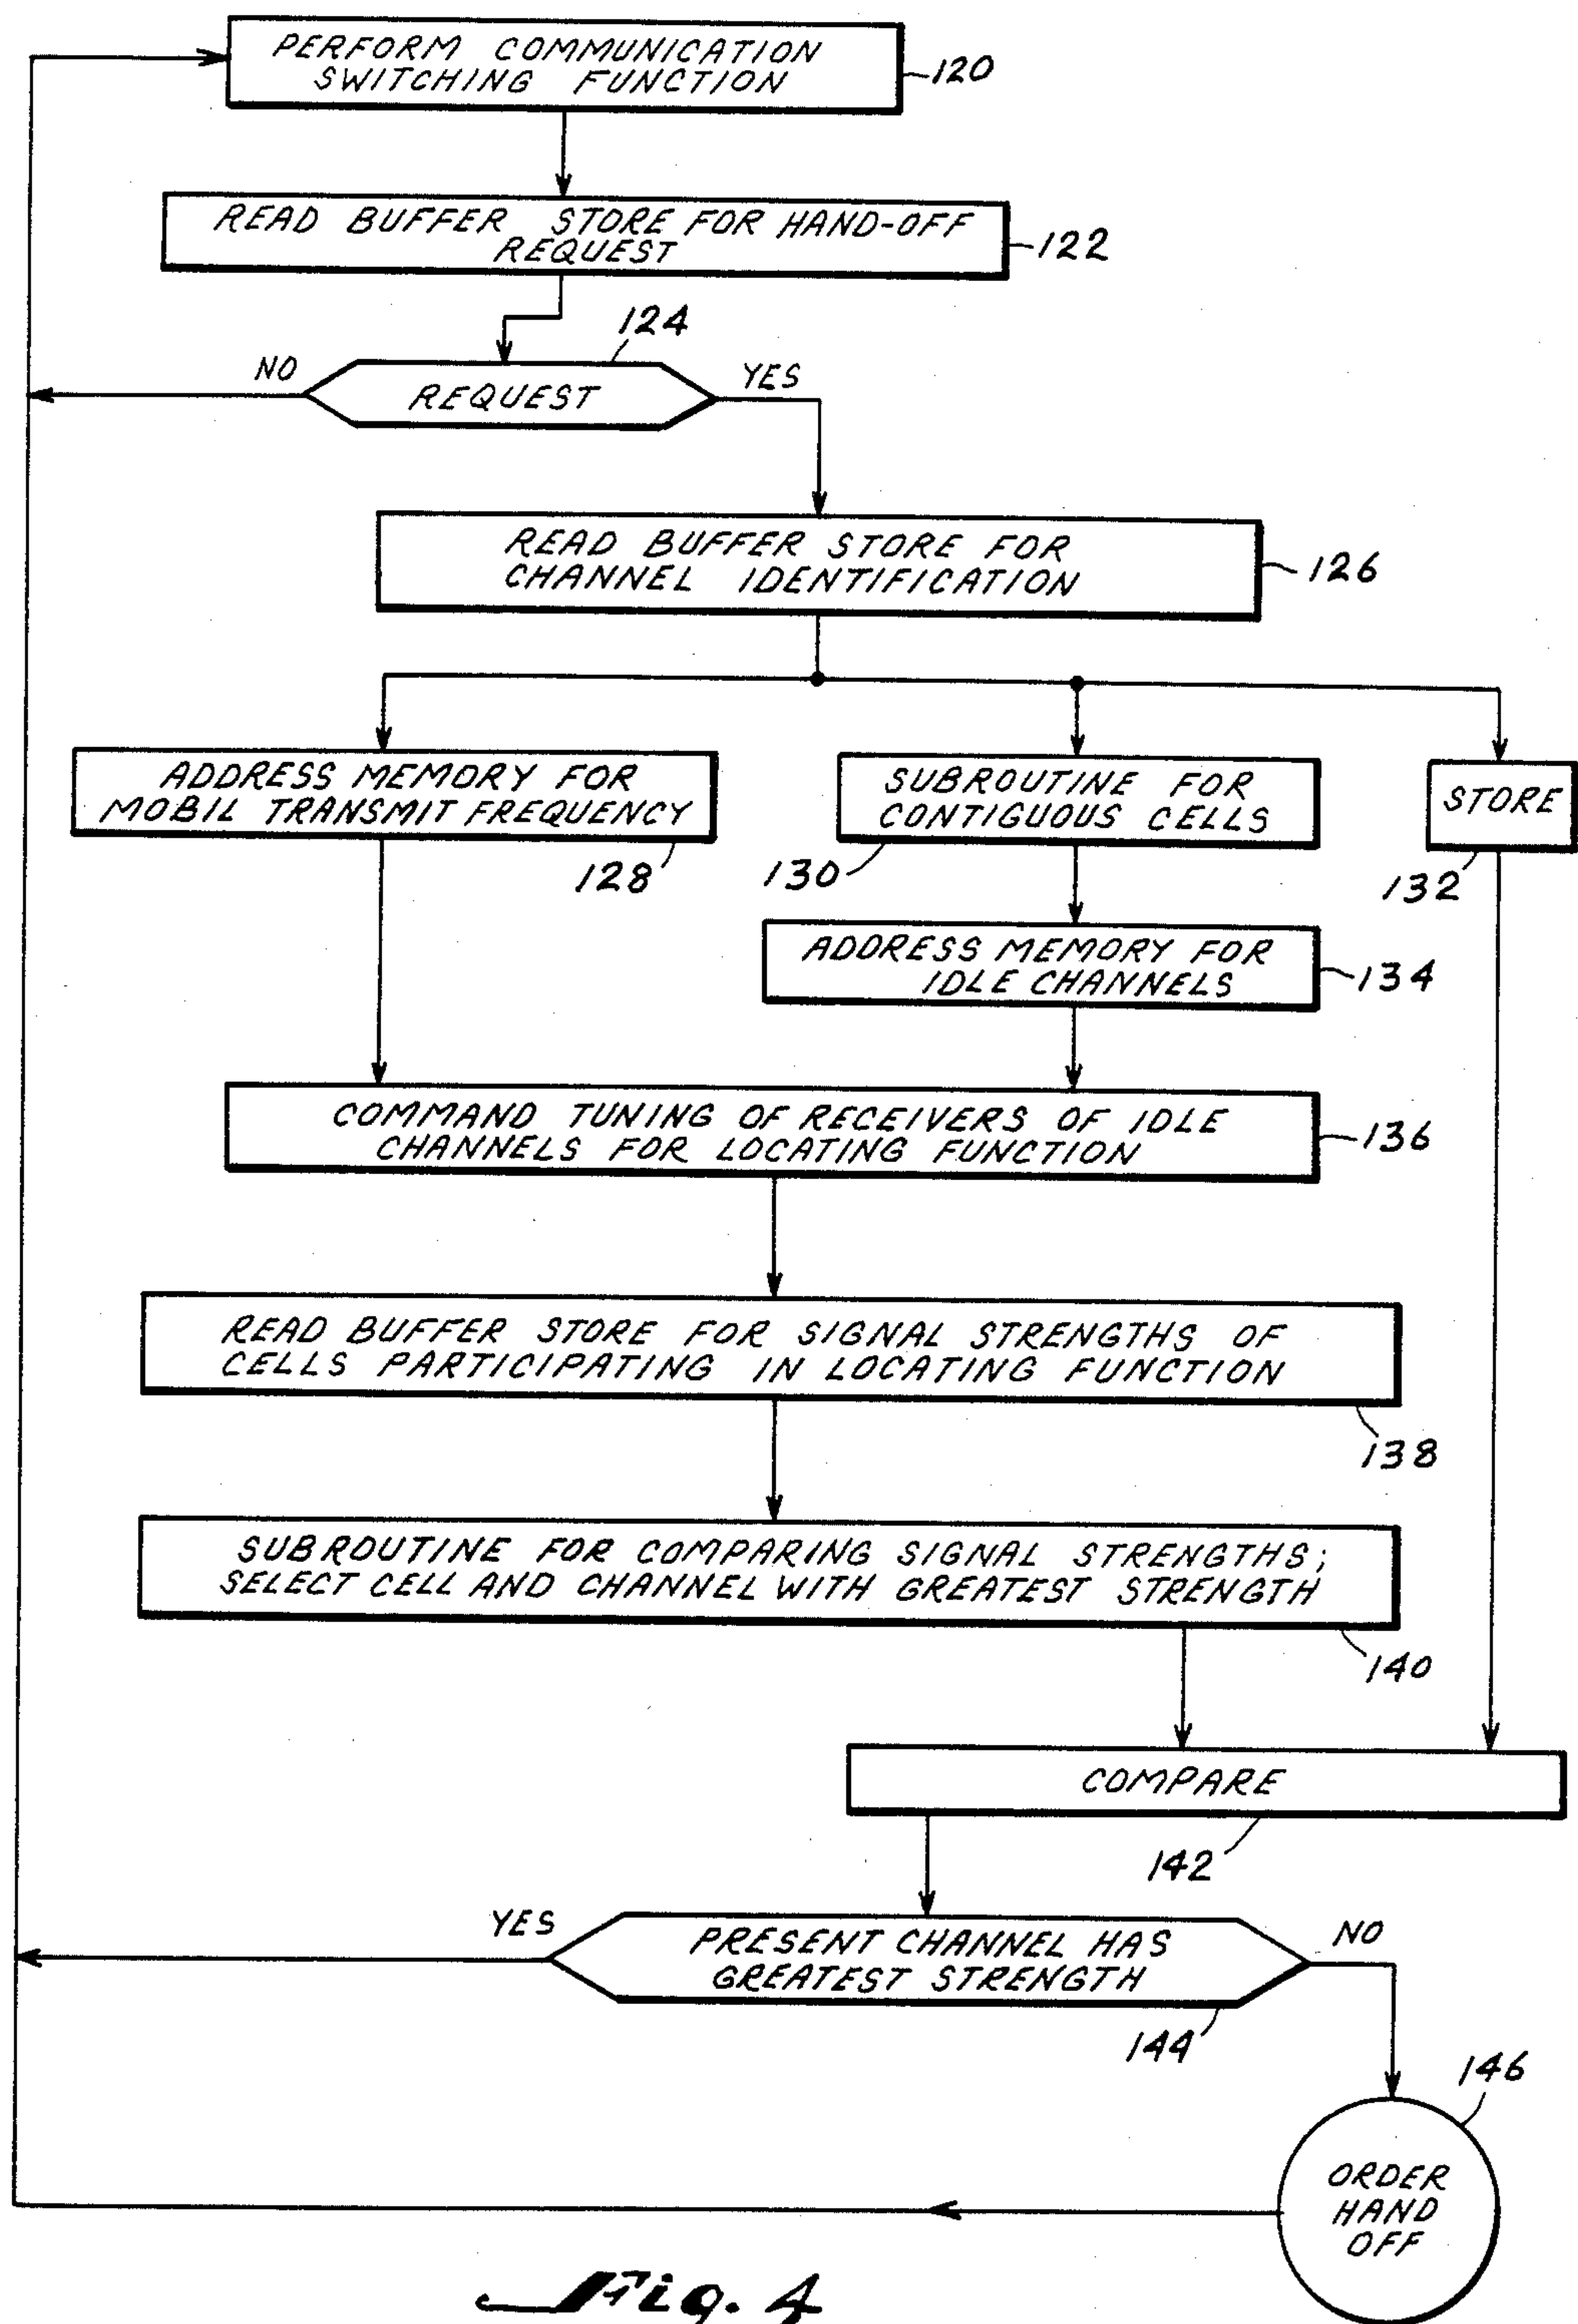 PERFORM COMMUNICATION
SWITCHING FUNCTION
120
READ BUFFER STORE FOR HAND-OFF
REQUEST
122
124
NO
REQUEST
YES
READ BUFFER STORE FOR
CHANNEL IDENTIFICATION
126
ADDRESS MEMORY FOR
MOBIL TRANSMIT FREQUENCY
128
SUBROUTINE FOR
CONTIGUOUS CELLS
130
STORE
132
ADDRESS MEMORY FOR
IDLE CHANNELS
134
COMMAND TUNING OF RECEIVERS OF IDLE
CHANNELS FOR LOCATING FUNCTION
136
READ BUFFER STORE FOR SIGNAL STRENGTHS OF
CELLS PARTICIPATING IN LOCATING FUNCTION
138
SUBROUTINE FOR COMPARING SIGNAL STRENGTHS;
SELECT CELL AND CHANNEL WITH GREATEST STRENGTH
140
COMPARE
142
YES
PRESENT CHANNEL HAS
GREATEST STRENGTH
NO
144
146
ORDER
HAND
OFF
Fig. 4